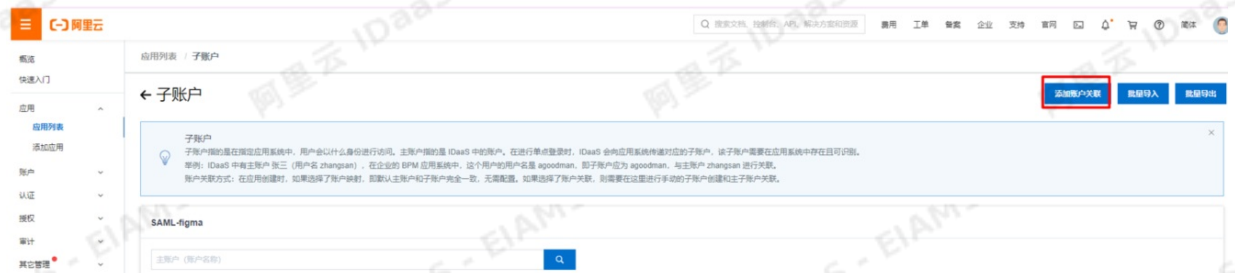 阿里云
搜索文档、控制台、API、解决方案和资源
费用 工单 备案 企业 支持 官网 简体
概览
快速入门
应用
应用列表
添加应用
账户
认证
授权
审计
其它管理
应用列表 / 子账户
← 子账户
添加账户关联 批量导入 批量导出
子账户
子账户指的是在指定应用系统中，用户会以什么身份进行访问。主账户指的是 IDaaS 中的账户。在进行单点登录时，IDaaS 会向应用系统传递对应的子账户，该子账户需要在应用系统中存在且可识别。
举例：IDaaS 中有主账户 张三（用户名 zhangsan），在企业的 BPM 应用系统中，这个用户的用户名是 agoodman，即子账户应为 agoodman，与主账户 zhangsan 进行关联。
账户关联方式：在应用创建时，如果选择了账户映射，即默认主账户和子账户完全一致，无需配置。如果选择了账户关联，则需要在这里进行手动的子账户创建和主子账户关联。
SAML-figma
主账户（账户名称）